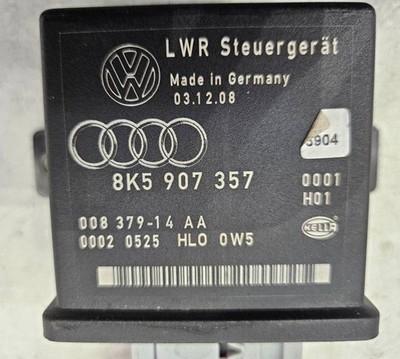 LWR Steuergerät
Made in Germany
03.12.08
5904
8K5 907 357 0001
H01
008 379-14 AA
0002 0525 HLO 0W5
HELLA